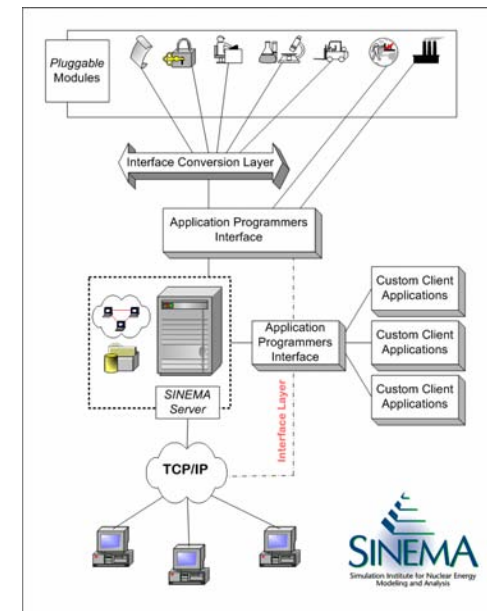 Pluggable
Modules
Interface Conversion Layer
Application Programmers
Interface
Custom Client
Applications
Application
Programmers
Interface
Custom Client
Applications
Custom Client
Applications
SINEMA
Server
Interface Layer
TCP/IP
SINEMA
Simulation Institute for Nuclear Energy
Modeling and Analysis